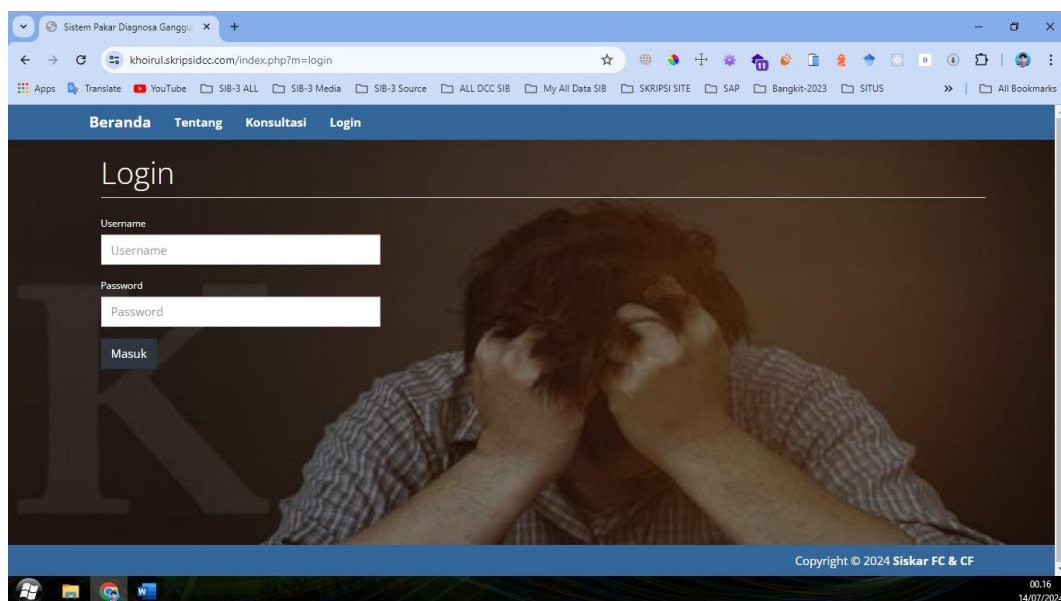 Sistem Pakar Diagnosa Ganggu
khoirul.skripsidcc.com/index.php?m=login
11
Apps Translate YouTube SIB-3 ALL SIB-3 Media SIB-3 Source ALL DCC SIB My All Data SIB SKRIPSI SITE SAP Bangkit-2023 SITUS » All Bookmarks
Beranda Tentang Konsultasi Login
Login
Username
Username
Password
Password
Masuk
K
Copyright © 2024 Siskar FC & CF
00.16
14/07/2024